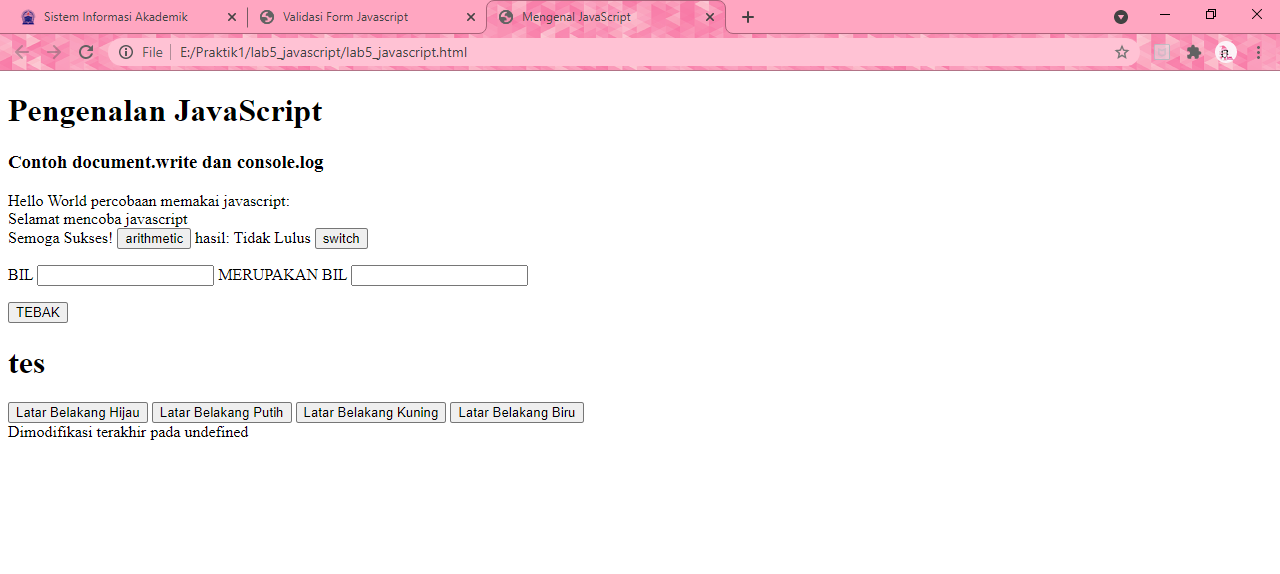 Sistem Informasi Akademik
Validasi Form Javascript
Mengenal JavaScript
File
E:/Praktik1/lab5_javascript/lab5_javascript.html
Pengenalan JavaScript
Contoh document.write dan console.log
Hello World percobaan memakai javascript:
Selamat mencoba javascript
Semoga Sukses! arithmetic hasil: Tidak Lulus switch
BIL MERUPAKAN BIL
TEBAK
tes
Latar Belakang Hijau Latar Belakang Putih Latar Belakang Kuning Latar Belakang Biru
Dimodifikasi terakhir pada undefined